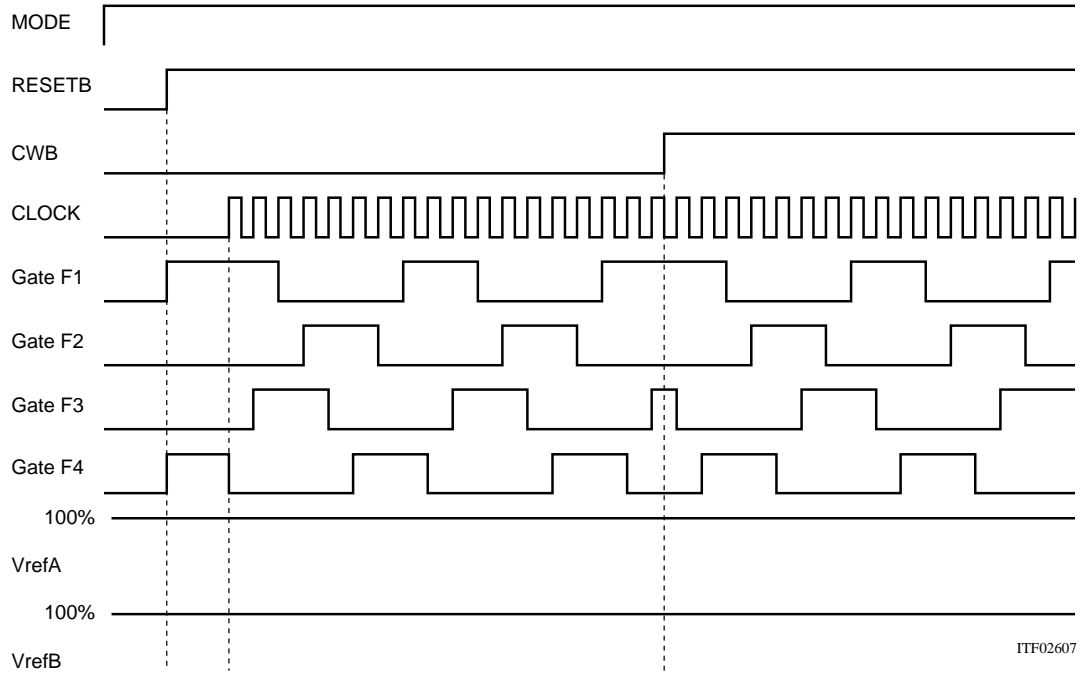 MODE
RESETB
CWB
CLOCK
Gate F1
Gate F2
Gate F3
Gate F4
100%
VrefA
100%
VrefB
ITF02607